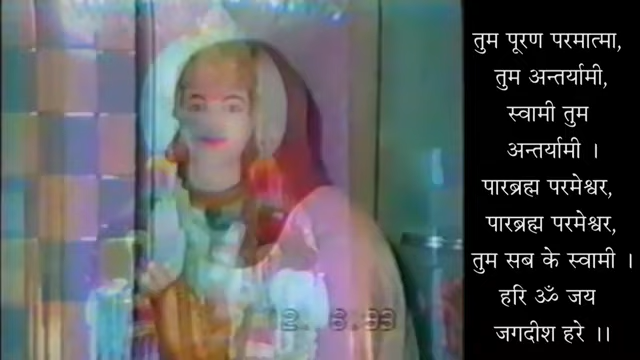 तुम पूरण परमात्मा,
तुम अन्तर्यामी,
स्वामी तुम
अन्तर्यामी ।
पारब्रह्म परमेश्वर,
पारब्रह्म परमेश्वर,
तुम सब के स्वामी ।
हरि ॐ जय
जगदीश हरे ।।